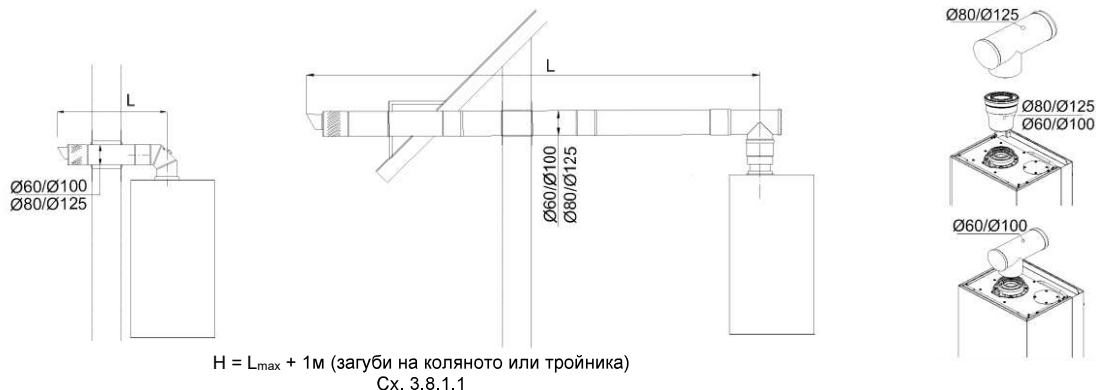 L
Ø60/Ø100
Ø80/Ø125
L
Ø60/Ø100
Ø80/Ø125
Ø80/Ø125
Ø80/Ø125
Ø60/Ø100
Ø60/Ø100
H = Lmax + 1м (загуби на коляното или тройника)
Сх. 3.8.1.1